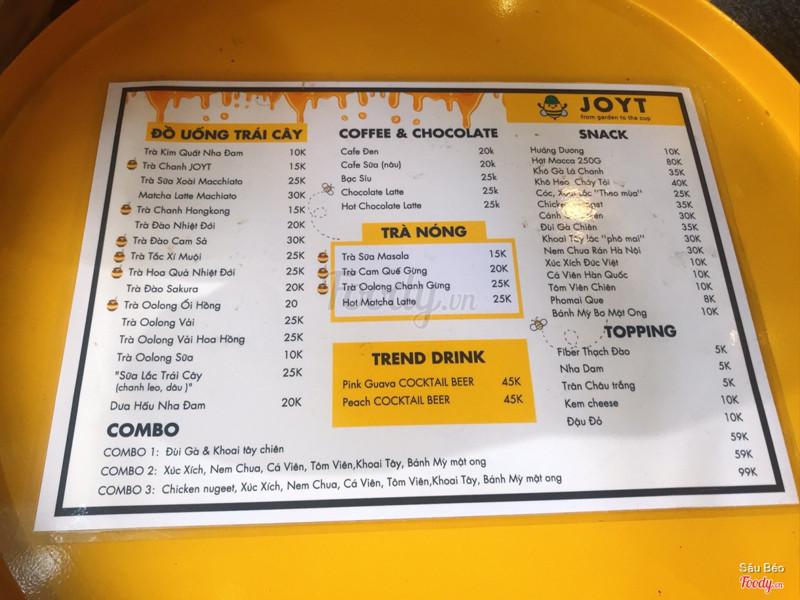 JOYT
from garden to the cup
ĐỒ UỐNG TRÁI CÂY
Trà Kim Quất Nha Đam 10K
Trà Chanh JOYT 15K
Trà Sữa Xoài Macchiato 25K
Matcha Latte Machiato 30K
Trà Chanh Hongkong 15K
Trà Đào Nhiệt Đới 20K
Trà Đào Cam Sả 30K
Trà Tắc Xí Muội 25K
Trà Hoa Quả Nhiệt Đới 25K
Trà Đào Sakura 20K
Trà Oolong Ổi Hồng 20
Trà Oolong Vải 25K
Trà Oolong Vải Hoa Hồng 25K
Trà Oolong Sữa 10K
"Sữa Lắc Trái Cây 25K
(chanh leo, dâu )"
Dưa Hấu Nha Đam 20K
COFFEE & CHOCOLATE
Cafe Đen 20k
Cafe Sữa (nâu) 20k
Bạc Sỉu 25k
Chocolate Latte 25k
Hot Chocolate Latte 25K
TRÀ NÓNG
Trà Sữa Masala 15K
Trà Cam Quế Gừng 20K
Trà Oolong Chanh Gừng 25K
Hot Matcha Latte 25K
TREND DRINK
Pink Guava COCKTAIL BEER 45K
Peach COCKTAIL BEER 45K
SNACK
Hướng Dương 10K
Hạt Macca 250G 80K
Khô Gà Lá Chanh 35K
Khô Heo Cháy Tỏi 40K
Cóc, Lắc "Theo mùa" 25K
Chicken 35K
Cánh 30K
Đùi Gà Chiên 35K
Khoai Tây lắc "phô mai" 30K
Nem Chua Rán Hà Nội 30K
Xúc Xích Đức Việt 10K
Cá Viên Hàn Quốc 10K
Tôm Viên Chiên 10K
Phomai Que 8K
Bánh Mỳ Bơ Mật Ong 10K
TOPPING
Fiber Thạch Đào 5K
Nha Đam 5K
Trân Châu trắng 5K
Kem cheese 10K
Đậu Đỏ 10K
COMBO
COMBO 1: Đùi Gà & Khoai tây chiên 59K
COMBO 2: Xúc Xích, Nem Chua, Cá Viên, Tôm Viên,Khoai Tây, Bánh Mỳ mật ong 59K
COMBO 3: Chicken nugeet, Xúc Xích, Nem Chua, Cá Viên, Tôm Viên,Khoai Tây, Bánh Mỳ mật ong 99K
Foody.vn
Sâu Béo
Foody.vn